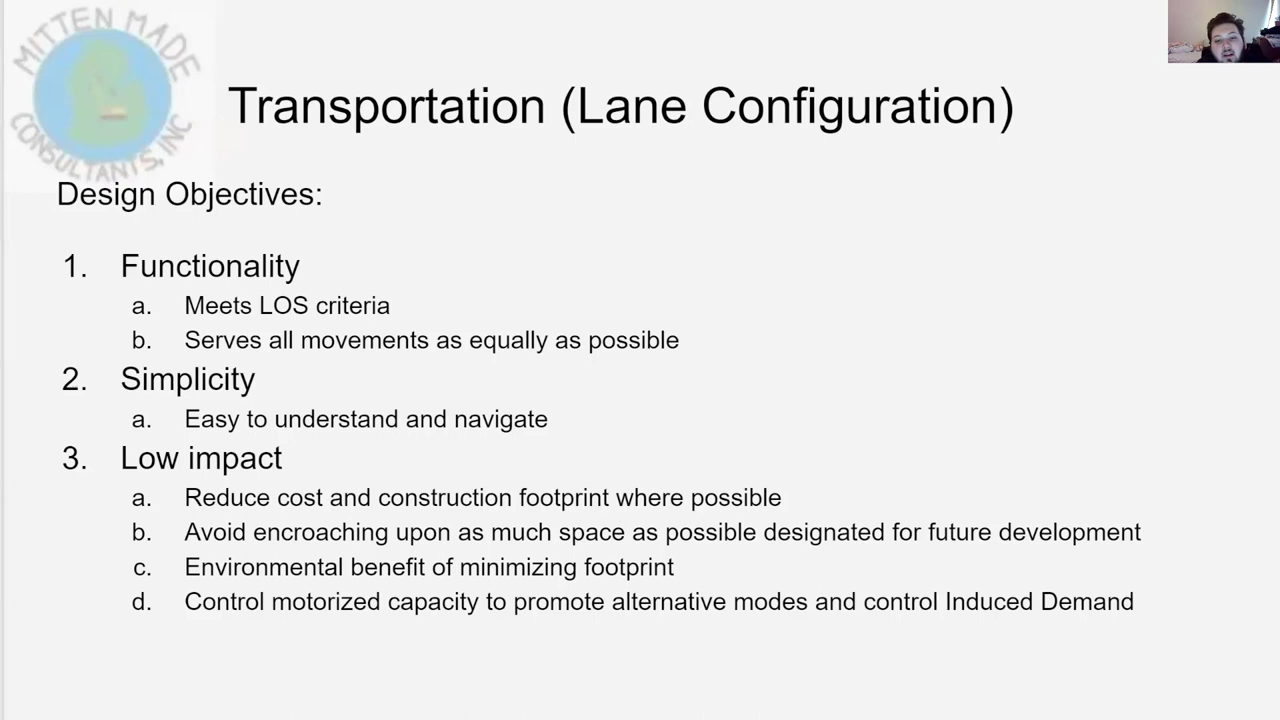 MITTEN MADE
CONSULTANTS, INC
Transportation (Lane Configuration)
Design Objectives:
1. Functionality
a. Meets LOS criteria
b. Serves all movements as equally as possible
2. Simplicity
a. Easy to understand and navigate
3. Low impact
a. Reduce cost and construction footprint where possible
b. Avoid encroaching upon as much space as possible designated for future development
c. Environmental benefit of minimizing footprint
d. Control motorized capacity to promote alternative modes and control Induced Demand